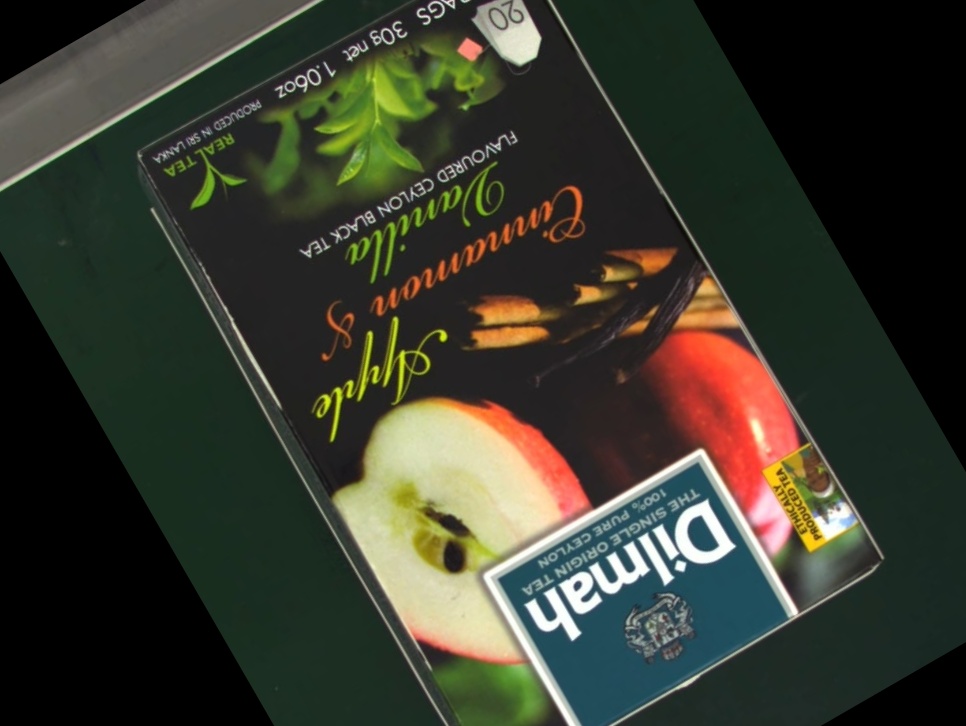 Dilmah
THE SINGLE ORIGIN TEA
100% PURE CEYLON
ETHICALLY
PRODUCED TEA
Apple
Cinnamon &
Vanilla
FLAVOURED CEYLON BLACK TEA
REAL TEA
PRODUCED IN SRI LANKA
20
BAGS 30g net 1.06oz